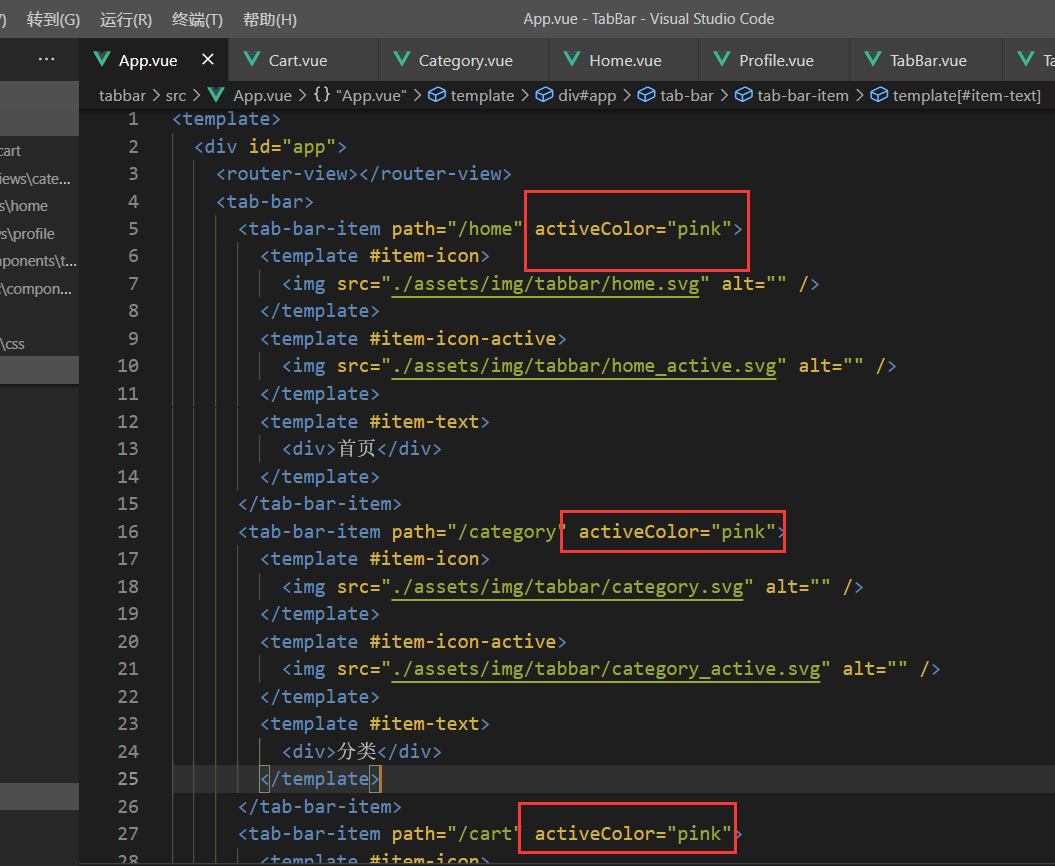 转到(G) 运行(R) 终端(T) 帮助(H) App.vue - TabBar - Visual Studio Code
··· App.vue × Cart.vue Category.vue Home.vue Profile.vue TabBar.vue Ta
tabbar > src > App.vue > {} "App.vue" > template > div#app > tab-bar > tab-bar-item > template[#item-text]
cart
iews\cate...
s\home
s\profile
ponents\t...
\compon...
\css
1 <template>
2 <div id="app">
3 <router-view></router-view>
4 <tab-bar>
5 <tab-bar-item path="/home" activeColor="pink">
6 <template #item-icon>
7 <img src="./assets/img/tabbar/home.svg" alt="" />
8 </template>
9 <template #item-icon-active>
10 <img src="./assets/img/tabbar/home_active.svg" alt="" />
11 </template>
12 <template #item-text>
13 <div>首页</div>
14 </template>
15 </tab-bar-item>
16 <tab-bar-item path="/category" activeColor="pink">
17 <template #item-icon>
18 <img src="./assets/img/tabbar/category.svg" alt="" />
19 </template>
20 <template #item-icon-active>
21 <img src="./assets/img/tabbar/category_active.svg" alt="" />
22 </template>
23 <template #item-text>
24 <div>分类</div>
25 </template>
26 </tab-bar-item>
27 <tab-bar-item path="/cart" activeColor="pink">
28 <template #item-icon>